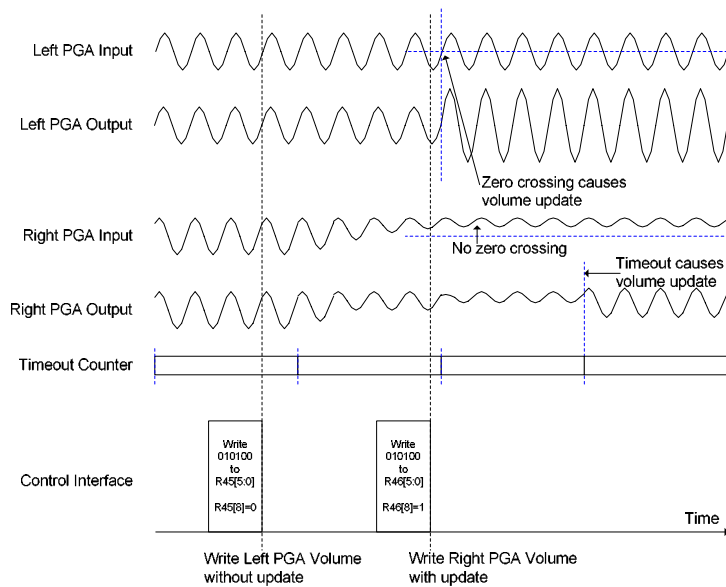 Left PGA Input
Left PGA Output
Zero crossing causes
volume update
Right PGA Input
No zero crossing
Timeout causes
volume update
Right PGA Output
Timeout Counter
Control Interface
Write
010100
to
R45[5:0]
R45[8]=0
Write
010100
to
R46[5:0]
R46[8]=1
Time
Write Left PGA Volume
without update
Write Right PGA Volume
with update